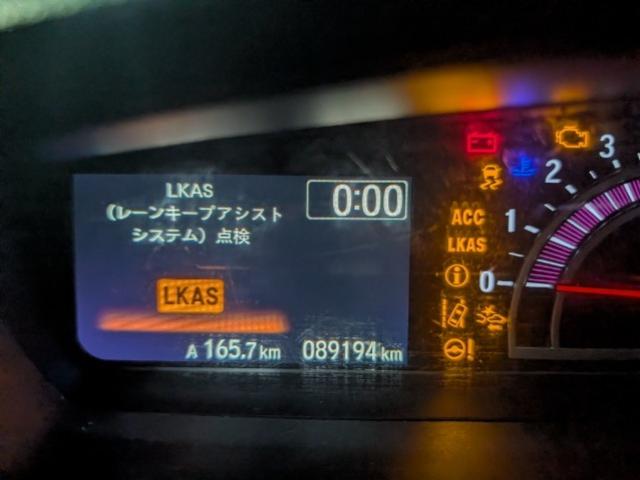 LKAS
(レーンキープアシスト
システム) 点検
0:00
LKAS
A 165.7 km 089194 km
3
2
1
0
ACC
LKAS